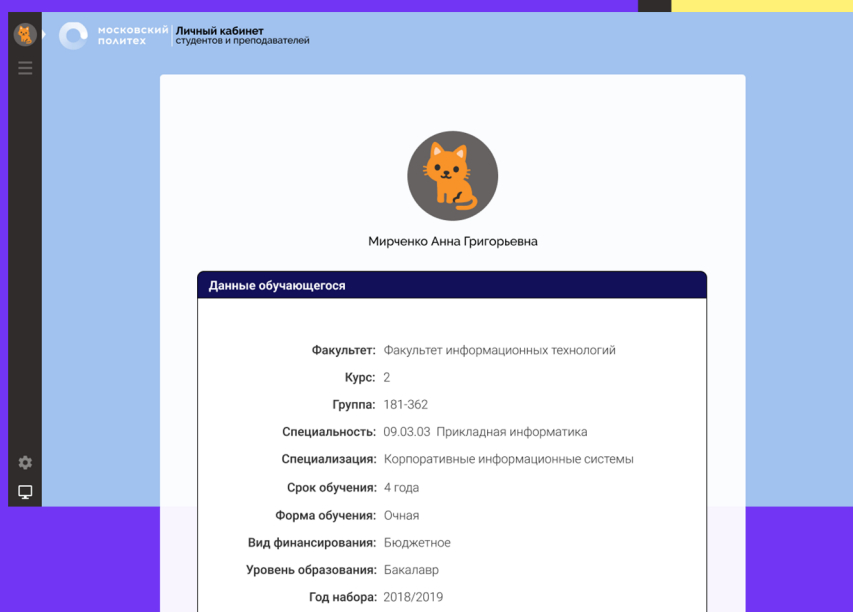 московский
политех
Личный кабинет
студентов и преподавателей
Мирченко Анна Григорьевна
Данные обучающегося
Факультет: Факультет информационных технологий
Курс: 2
Группа: 181-362
Специальность: 09.03.03 Прикладная информатика
Специализация: Корпоративные информационные системы
Срок обучения: 4 года
Форма обучения: Очная
Вид финансирования: Бюджетное
Уровень образования: Бакалавр
Год набора: 2018/2019